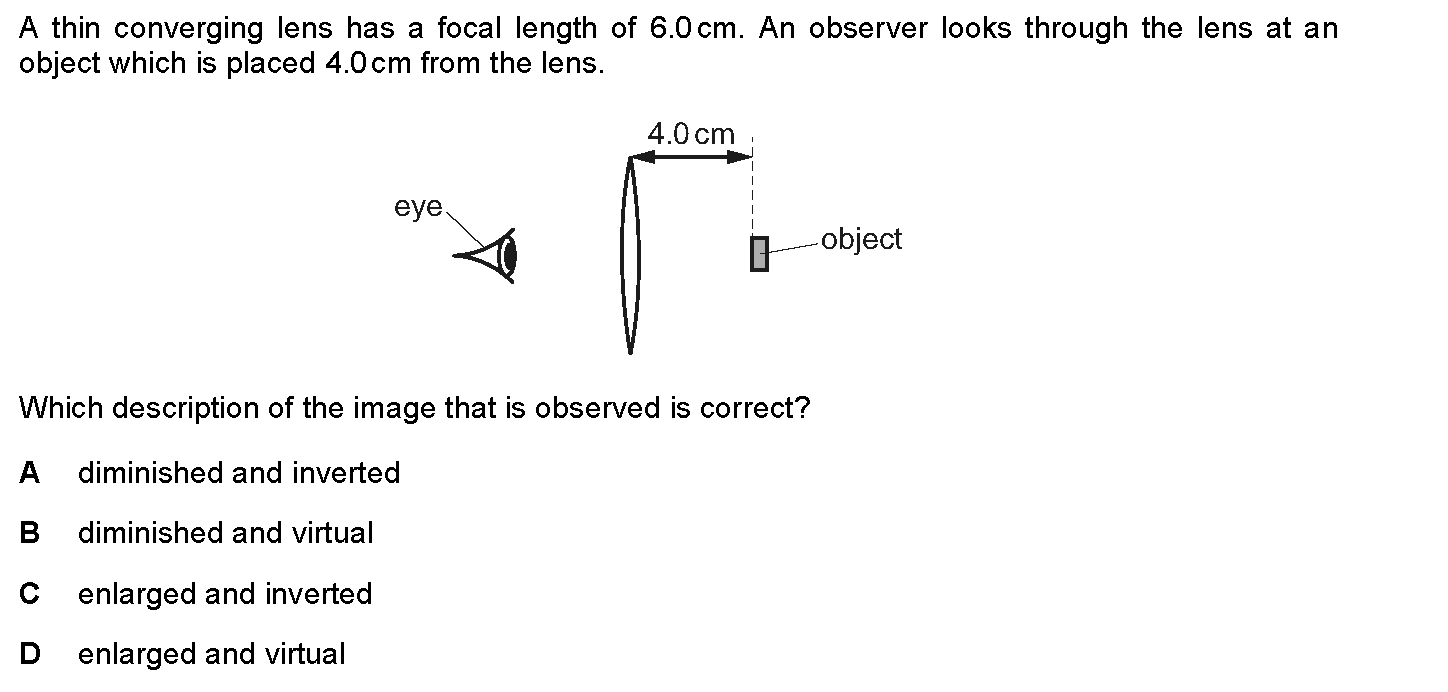 A thin converging lens has a focal length of 6.0 cm. An observer looks through the lens at an
object which is placed 4.0 cm from the lens.
4.0 cm
eye
object
Which description of the image that is observed is correct?
A diminished and inverted
B diminished and virtual
C enlarged and inverted
D enlarged and virtual